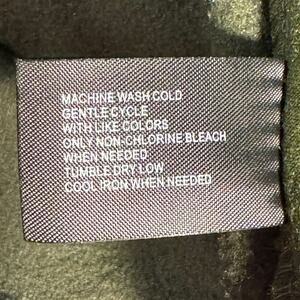 MACHINE WASH COLD
GENTLE CYCLE
WITH LIKE COLORS
ONLY NON-CHLORINE BLEACH
WHEN NEEDED
TUMBLE DRY LOW
COOL IRON WHEN NEEDED